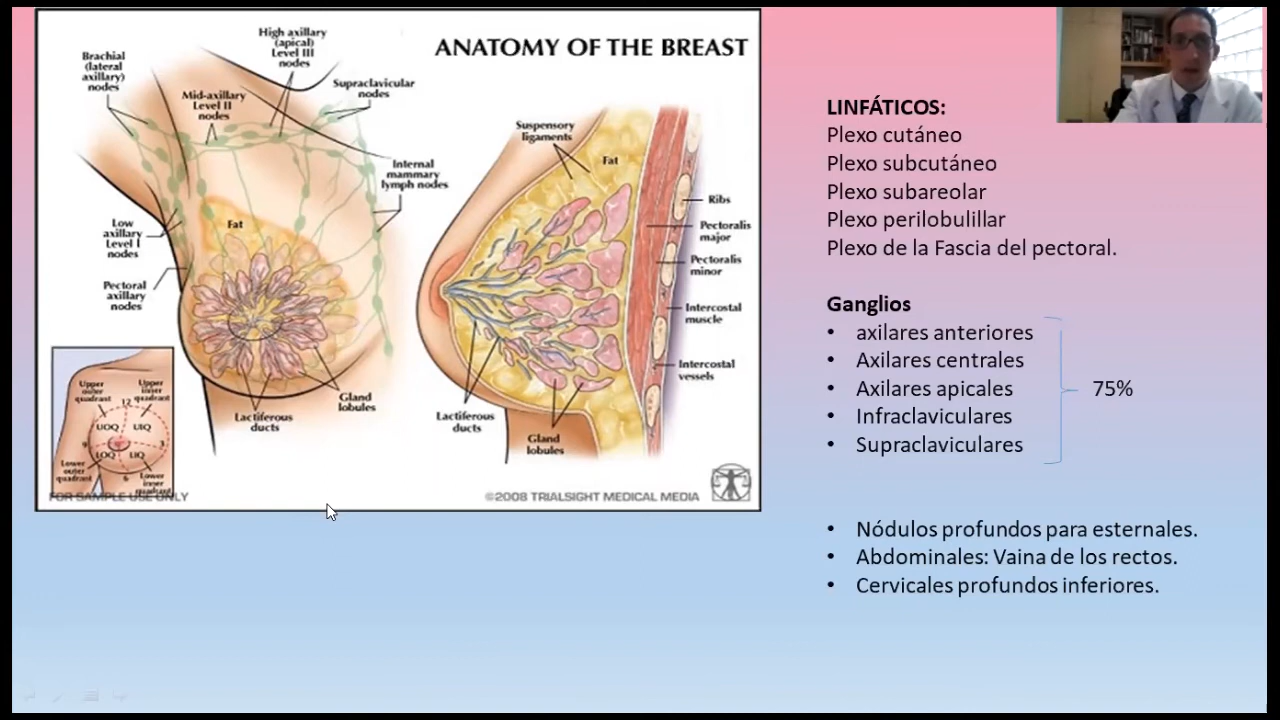 ANATOMY OF THE BREAST
High axillary
(apical)
Level III
nodes
Brachial
(lateral
axillary)
nodes
Mid-axillary
Level II
nodes
Supraclavicular
nodes
Internal
mammary
lymph nodes
Low
axillary
Level I
nodes
Fat
Pectoral
axillary
nodes
Gland
lobules
Lactiferous
ducts
Suspensory
ligaments
Fat
Ribs
Pectoralis
major
Pectoralis
minor
Intercostal
muscle
Intercostal
vessels
Lactiferous
ducts
Gland
lobules
Upper
outer
quadrant
Upper
inner
quadrant
12
UOQ
UIQ
9
3
LOQ
LIQ
6
Lower
outer
quadrant
Lower
inner
quadrant
FOR SAMPLE USE ONLY
©2008 TRIALSIGHT MEDICAL MEDIA
LINFÁTICOS:
Plexo cutáneo
Plexo subcutáneo
Plexo subareolar
Plexo perilobulillar
Plexo de la Fascia del pectoral.
Ganglios
• axilares anteriores
• Axilares centrales
• Axilares apicales
• Infraclaviculares
• Supraclaviculares
75%
• Nódulos profundos para esternales.
• Abdominales: Vaina de los rectos.
• Cervicales profundos inferiores.